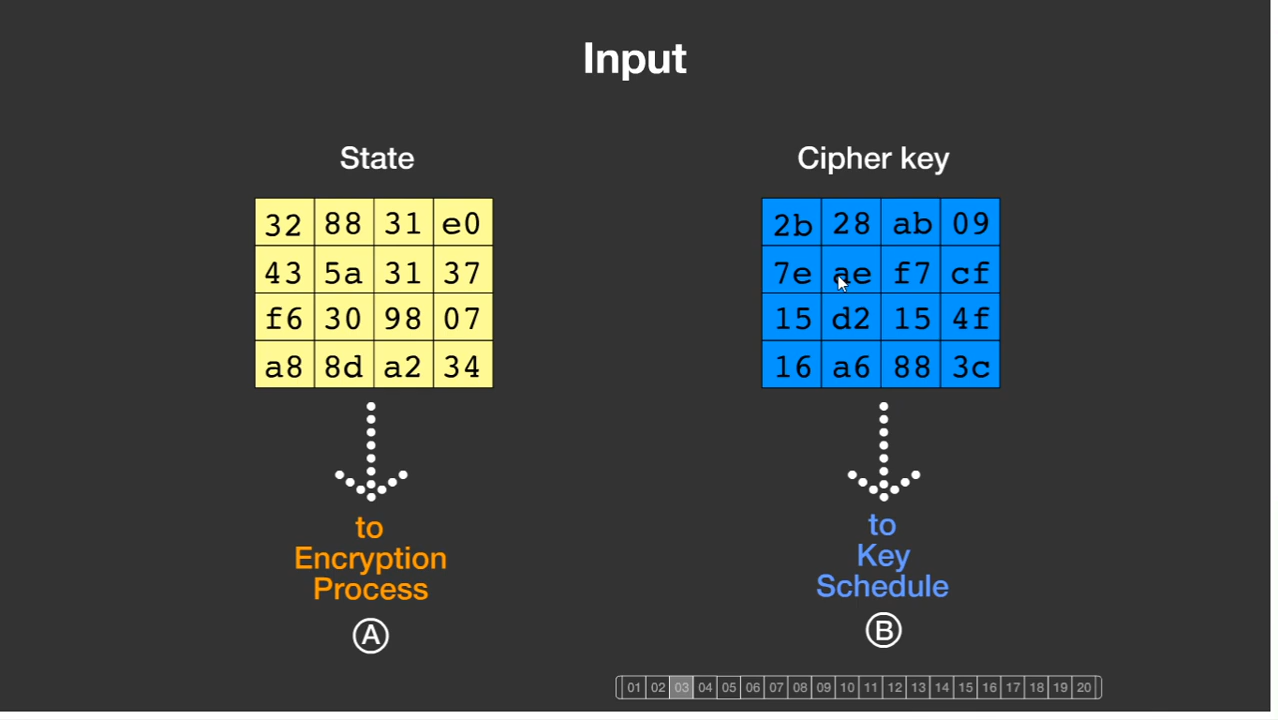 Input
State
Cipher key
32 88 31 e0
43 5a 31 37
f6 30 98 07
a8 8d a2 34
2b 28 ab 09
7e ae f7 cf
15 d2 15 4f
16 a6 88 3c
to
Encryption
Process
A
to
Key
Schedule
B
01 02 03 04 05 06 07 08 09 10 11 12 13 14 15 16 17 18 19 20